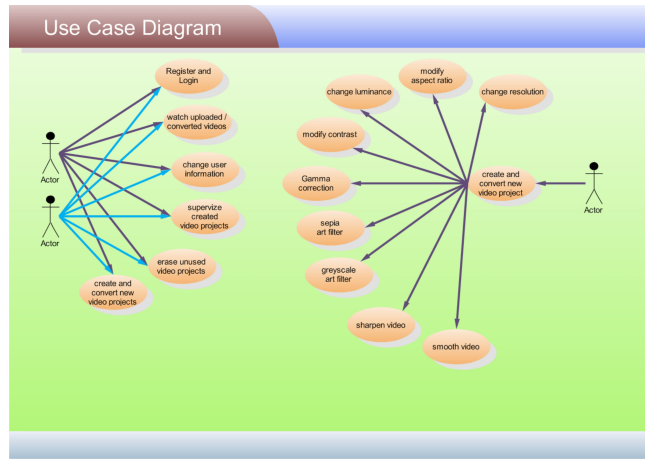 Use Case Diagram
Register and
Login
watch uploaded /
converted videos
change user
information
supervize
created
video projects
erase unused
video projects
create and
convert new
video projects
Actor
Actor
modify
aspect ratio
change luminance
change resolution
modify contrast
Gamma
correction
create and
convert new
video project
Actor
sepia
art filter
greyscale
art filter
sharpen video
smooth video